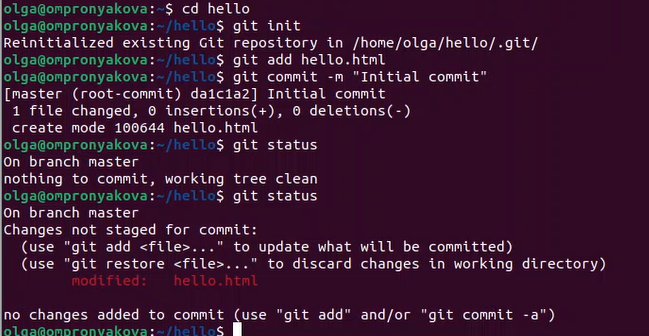 olga@ompronyakova:~$ cd hello
olga@ompronyakova:~/hello$ git init
Reinitialized existing Git repository in /home/olga/hello/.git/
olga@ompronyakova:~/hello$ git add hello.html
olga@ompronyakova:~/hello$ git commit -m "Initial commit"
[master (root-commit) da1c1a2] Initial commit
 1 file changed, 0 insertions(+), 0 deletions(-)
 create mode 100644 hello.html
olga@ompronyakova:~/hello$ git status
On branch master
nothing to commit, working tree clean
olga@ompronyakova:~/hello$ git status
On branch master
Changes not staged for commit:
  (use "git add <file>..." to update what will be committed)
  (use "git restore <file>..." to discard changes in working directory)
        modified:   hello.html

no changes added to commit (use "git add" and/or "git commit -a")
olga@ompronyakova:~/hello$